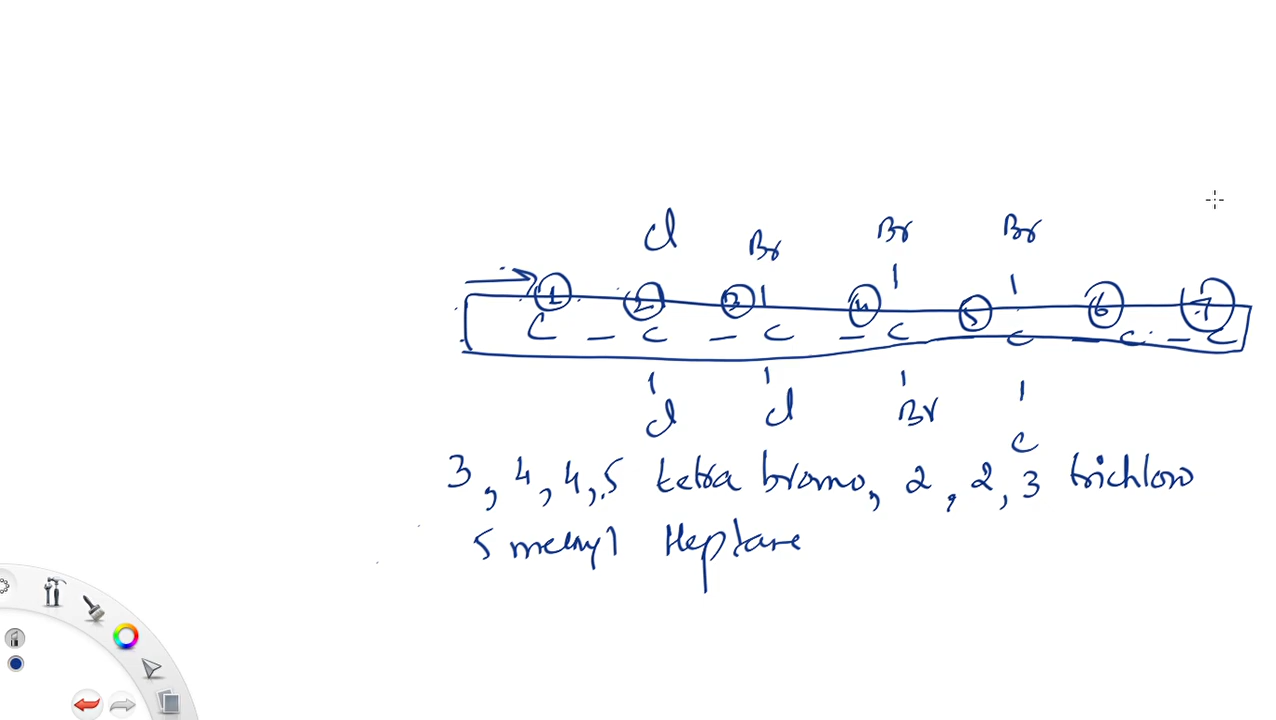 Cl Br Br Br
1 2 3 4 5 6 7
C - C - C - C C - C - C
Cl Cl Br C
3, 4, 4, 5 tetra bromo, 2, 2, 3 trichloro
5 methyl Heptane